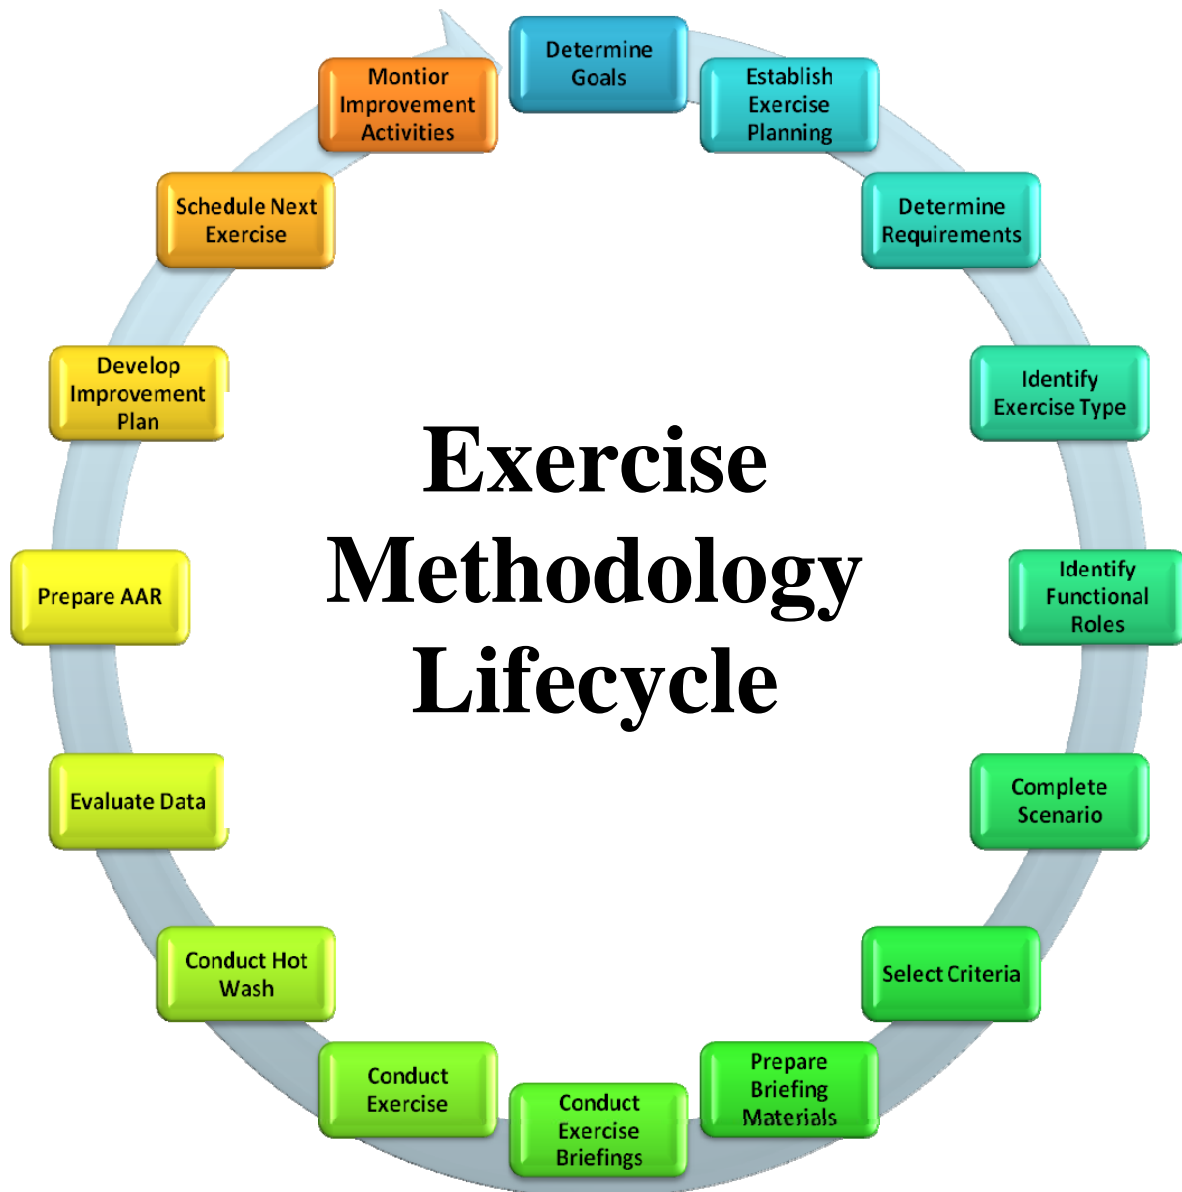 Determine
Goals
Establish
Exercise
Planning
Determine
Requirements
Identify
Exercise Type
Identify
Functional
Roles
Complete
Scenario
Select Criteria
Prepare
Briefing
Materials
Conduct
Exercise
Briefings
Conduct
Exercise
Conduct Hot
Wash
Evaluate Data
Prepare AAR
Develop
Improvement
Plan
Schedule Next
Exercise
Montior
Improvement
Activities
Exercise
Methodology
Lifecycle